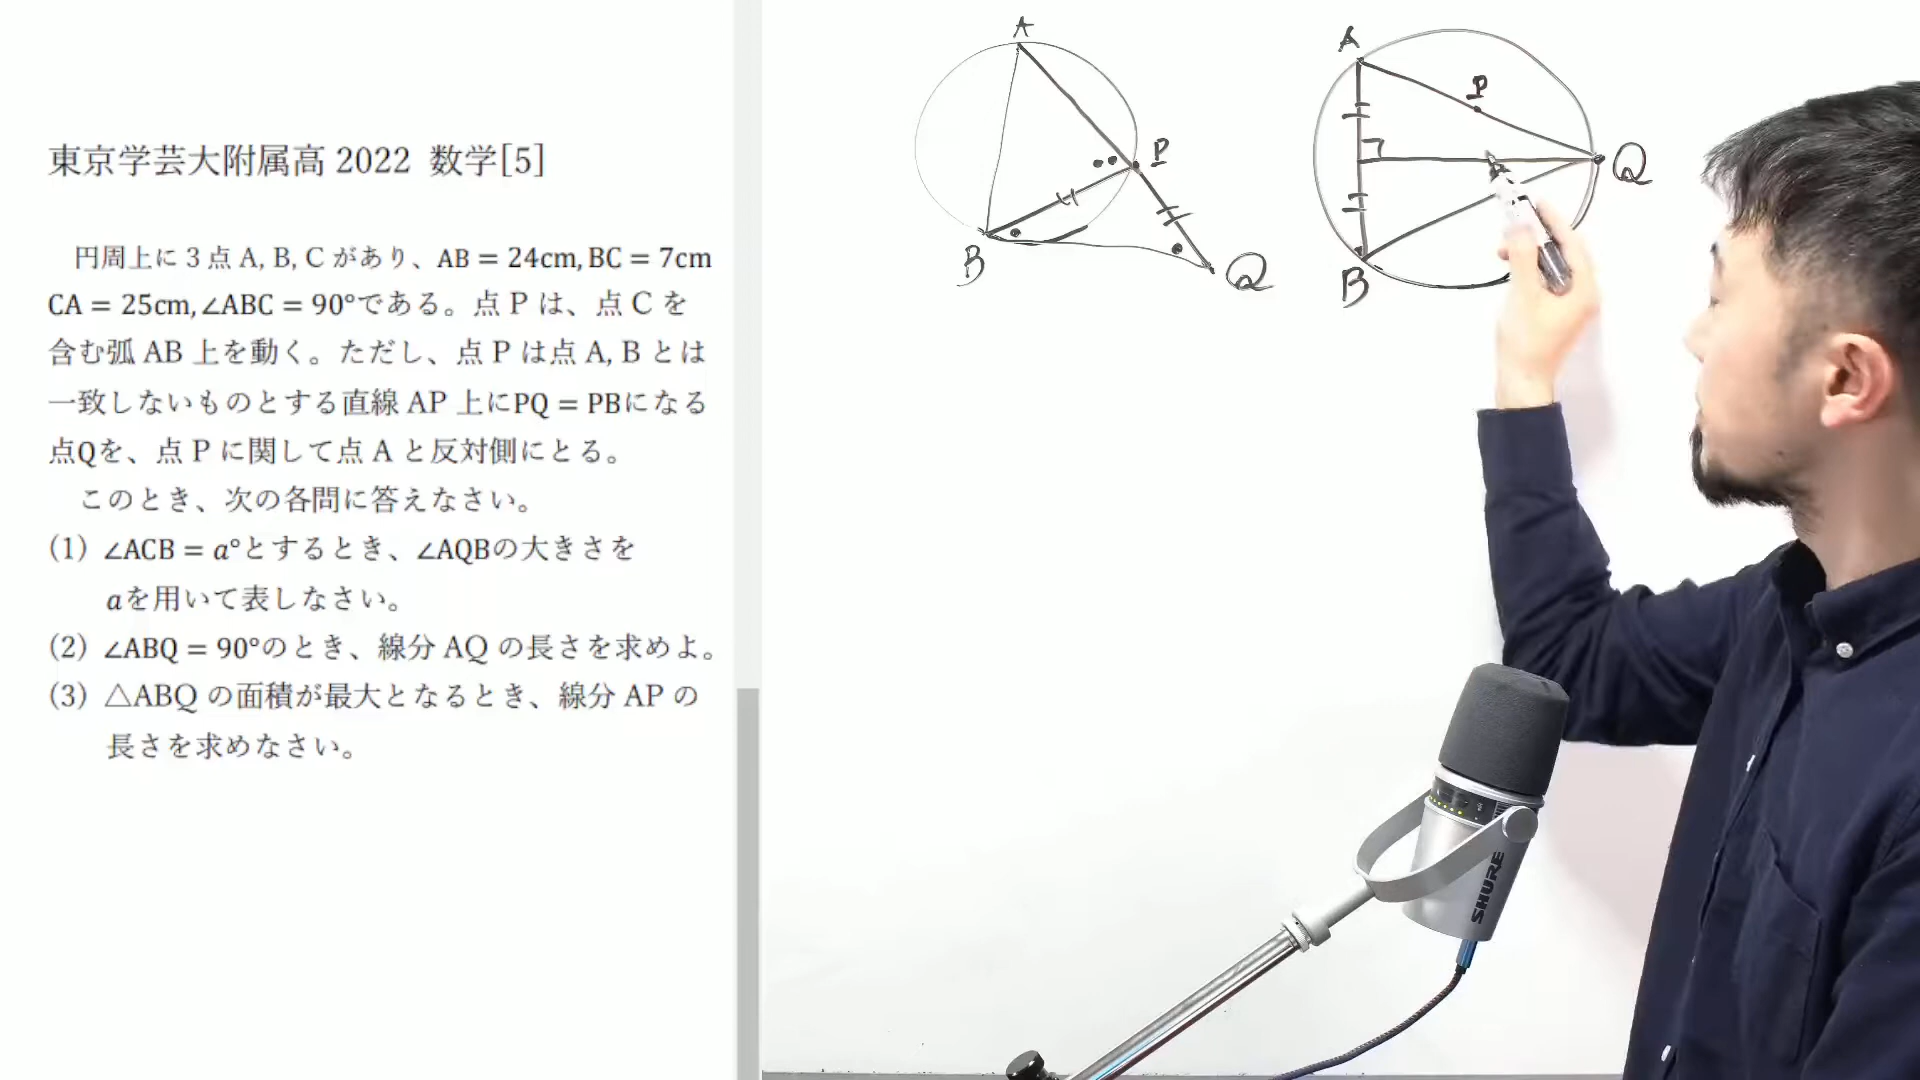 東京学芸大附属高 2022 数学[5]
円周上に 3 点 A, B, C があり、AB = 24cm, BC = 7cm
CA = 25cm, ∠ABC = 90°である。点 P は、点 C を
含む弧 AB 上を動く。ただし、点 P は点 A, B とは
一致しないものとする直線 AP 上にPQ = PBになる
点Qを、点 P に関して点 A と反対側にとる。
このとき、次の各問に答えなさい。
(1) ∠ACB = a°とするとき、∠AQBの大きさを
aを用いて表しなさい。
(2) ∠ABQ = 90°のとき、線分 AQ の長さを求めよ。
(3) △ABQ の面積が最大となるとき、線分 AP の
長さを求めなさい。
A
P
B
Q
A
P
Q
B
SHURE